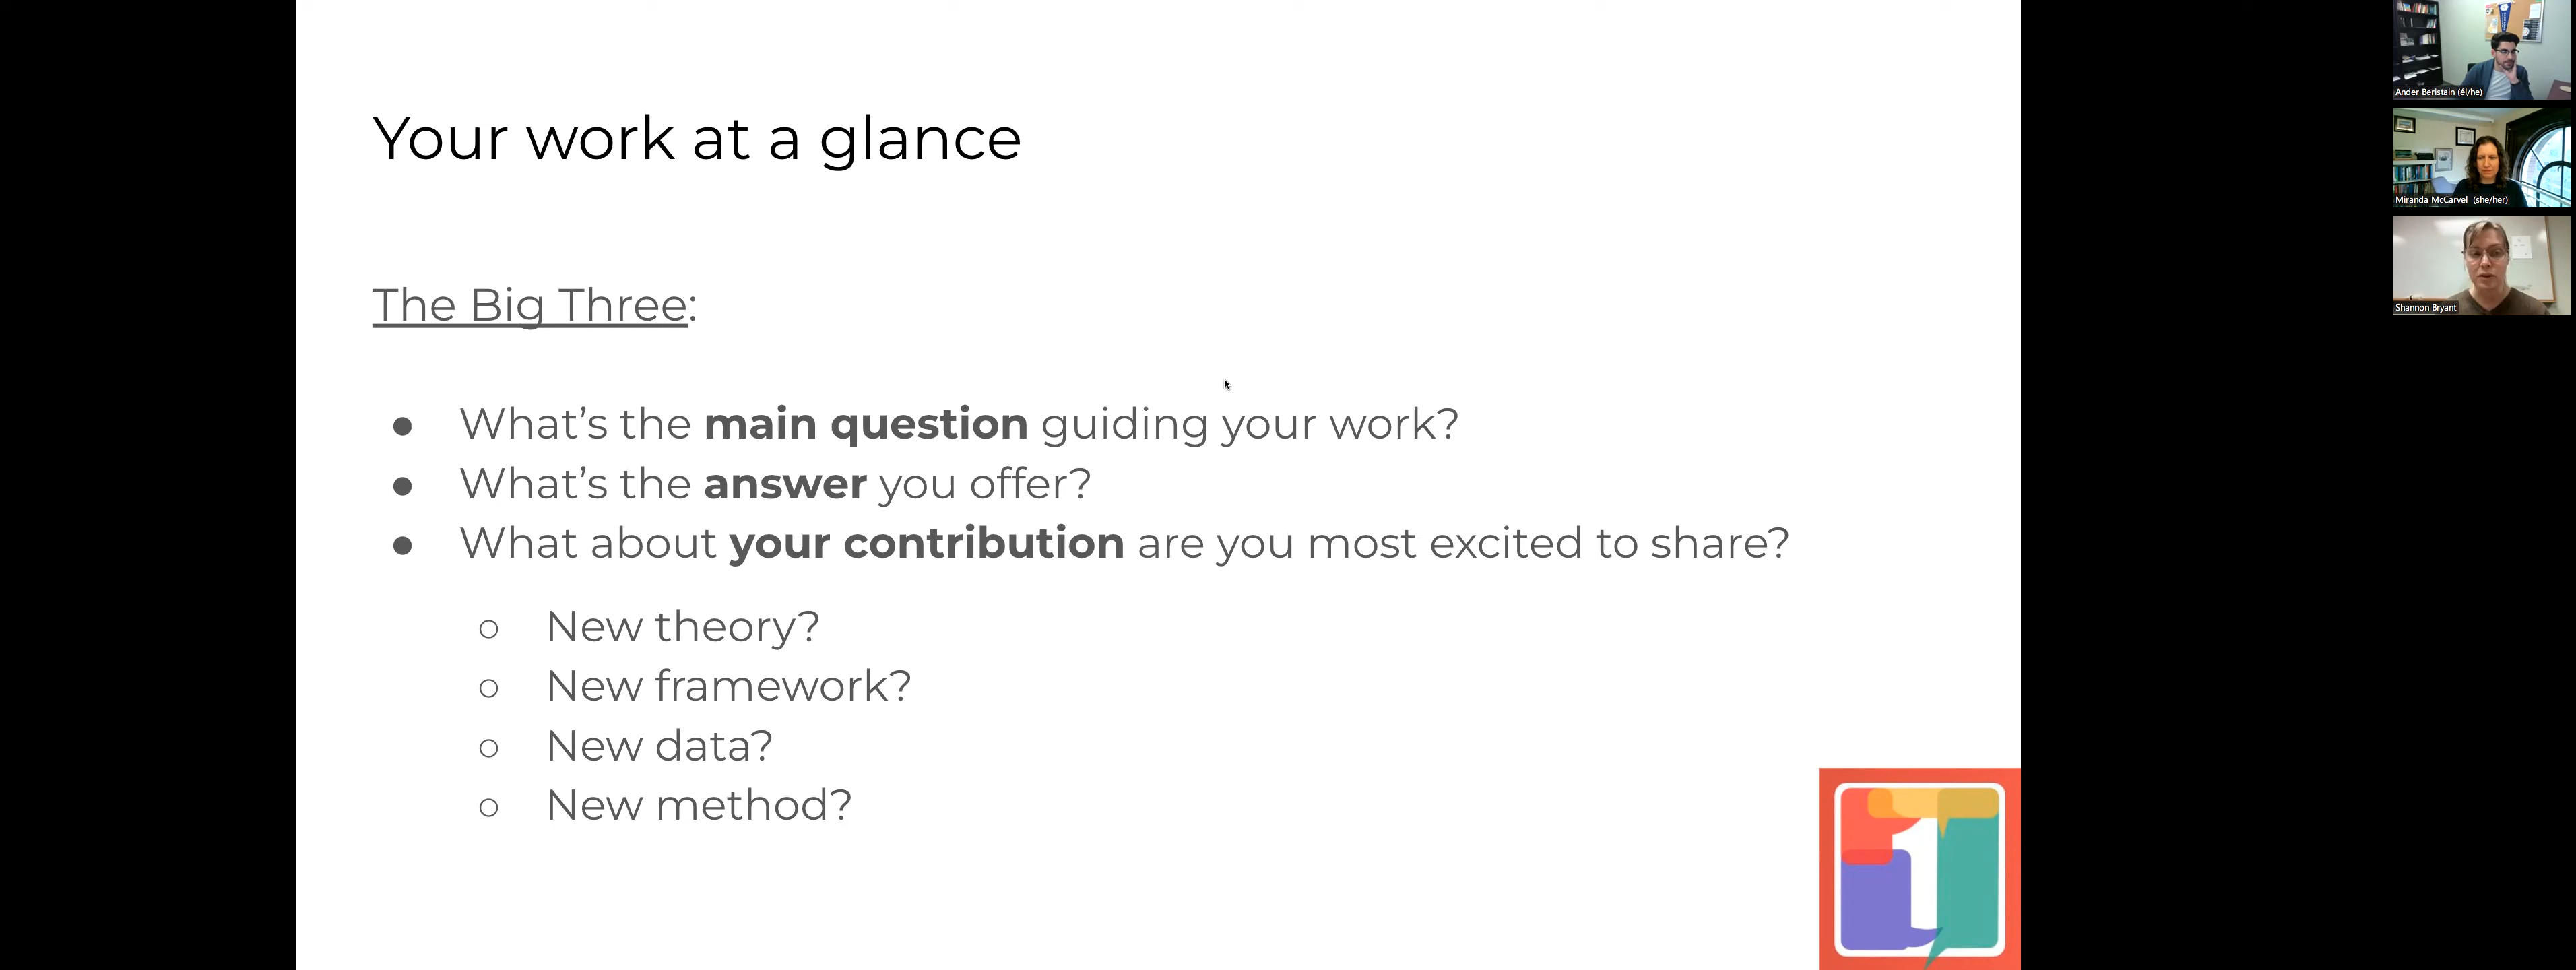 Your work at a glance
The Big Three:
● What’s the main question guiding your work?
● What’s the answer you offer?
● What about your contribution are you most excited to share?
○ New theory?
○ New framework?
○ New data?
○ New method?
1
Ander Beristain (él/he)
Miranda McCarvel (she/her)
Shannon Bryant